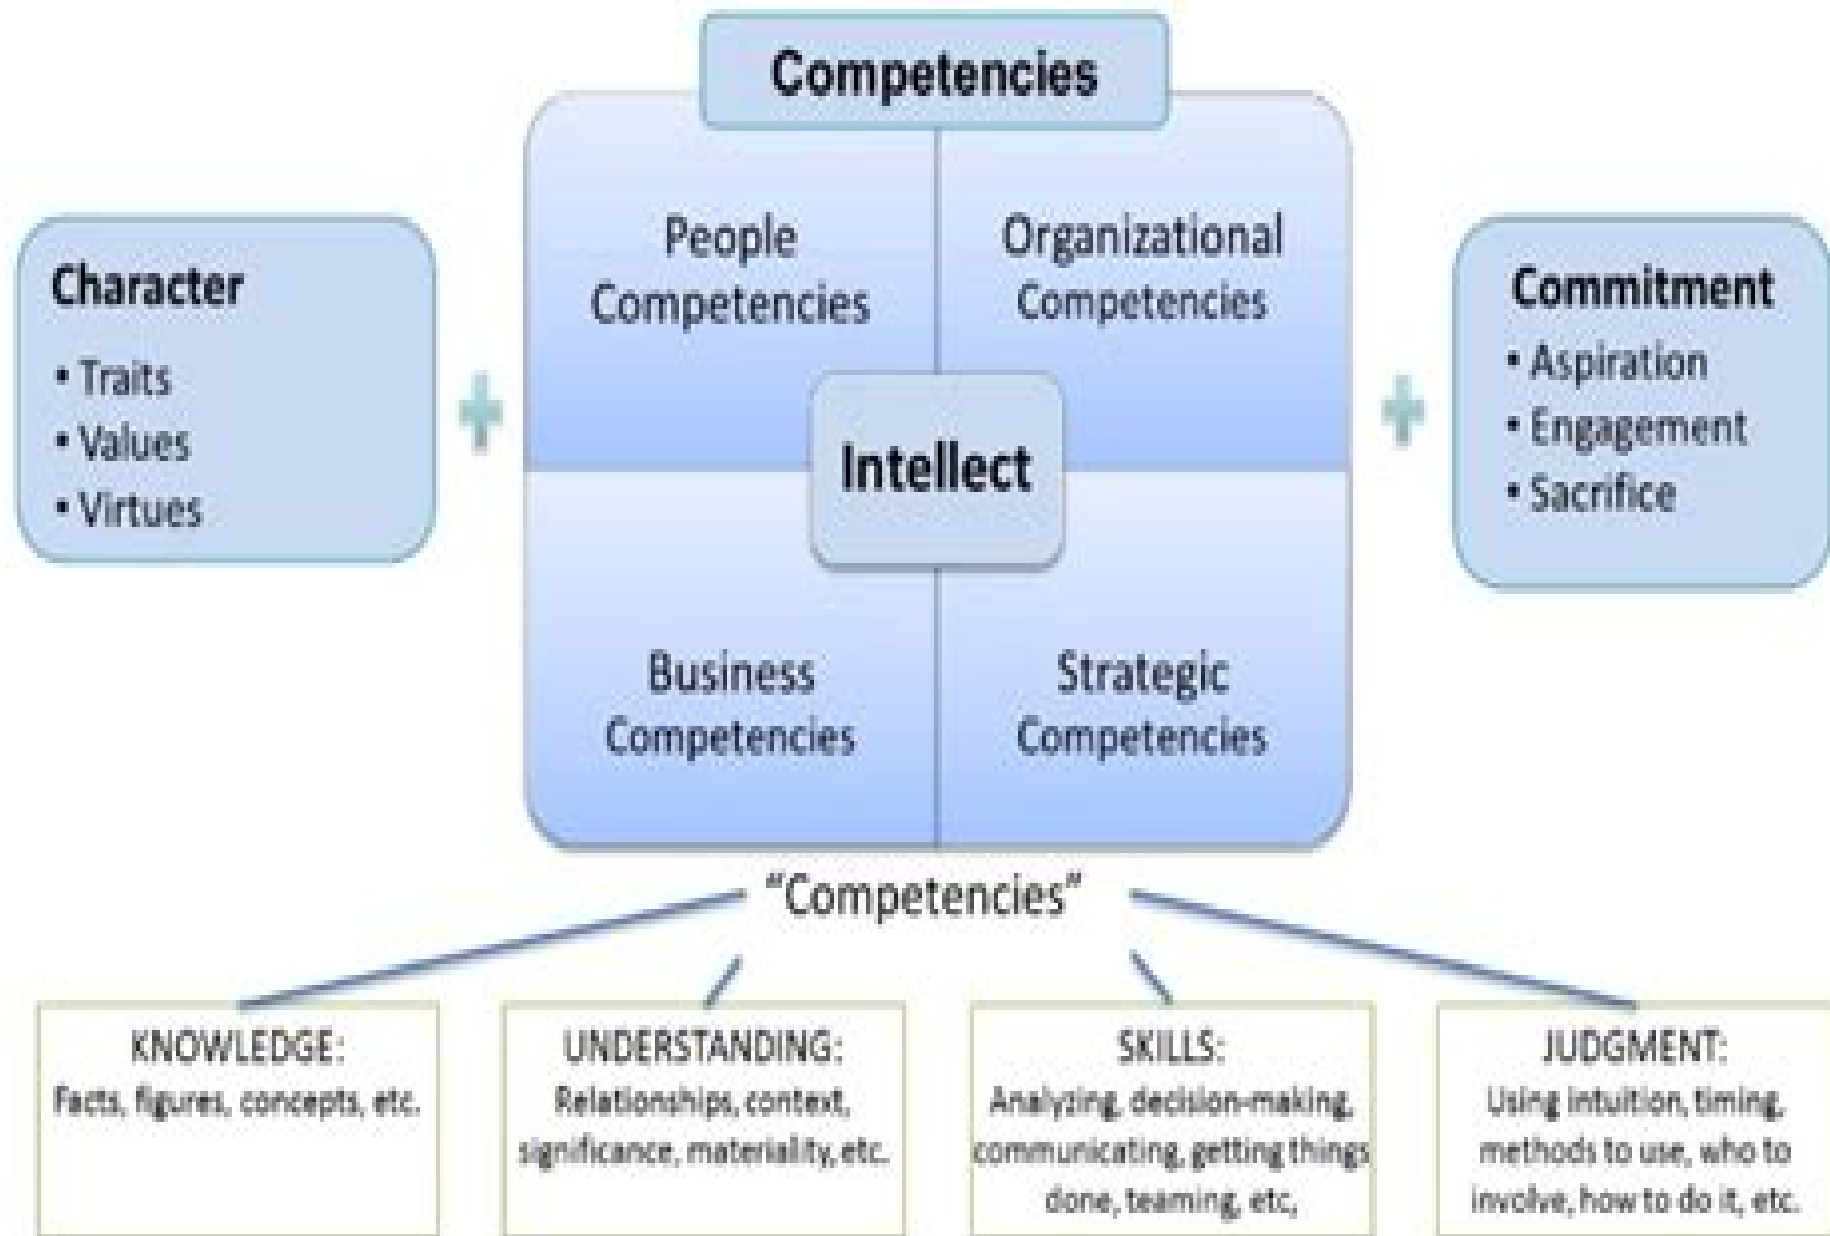 Competencies
Character
• Traits
• Values
• Virtues
People
Competencies
Organizational
Competencies
Intellect
Business
Competencies
Strategic
Competencies
Commitment
• Aspiration
• Engagement
• Sacrifice
“Competencies”
KNOWLEDGE:
Facts, figures, concepts, etc.
UNDERSTANDING:
Relationships, context,
significance, materiality, etc.
SKILLS:
Analyzing, decision-making,
communicating, getting things
done, teaming, etc,
JUDGMENT:
Using intuition, timing,
methods to use, who to
involve, how to do it, etc.